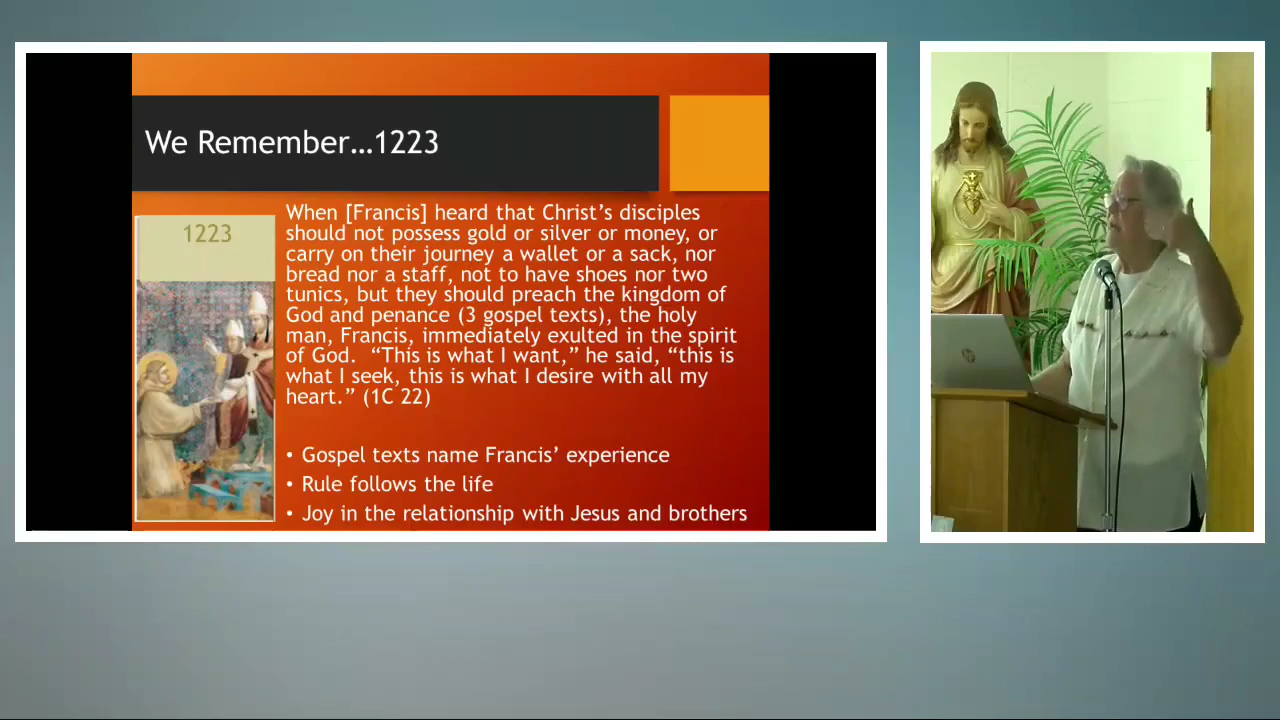 We Remember…1223
1223
When [Francis] heard that Christ’s disciples
should not possess gold or silver or money, or
carry on their journey a wallet or a sack, nor
bread nor a staff, not to have shoes nor two
tunics, but they should preach the kingdom of
God and penance (3 gospel texts), the holy
man, Francis, immediately exulted in the spirit
of God.  “This is what I want,” he said, “this is
what I seek, this is what I desire with all my
heart.” (1C 22)
• Gospel texts name Francis’ experience
• Rule follows the life
• Joy in the relationship with Jesus and brothers